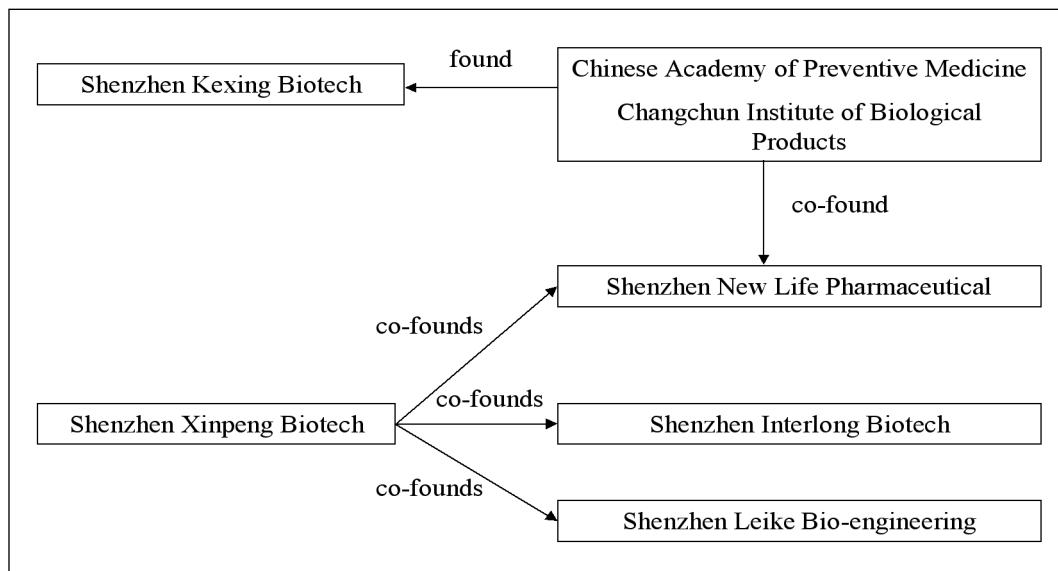 found
Shenzhen Kexing Biotech
Chinese Academy of Preventive Medicine
Changchun Institute of Biological
Products
co-found
Shenzhen New Life Pharmaceutical
co-founds
Shenzhen Xinpeng Biotech
co-founds
Shenzhen Interlong Biotech
co-founds
Shenzhen Leike Bio-engineering